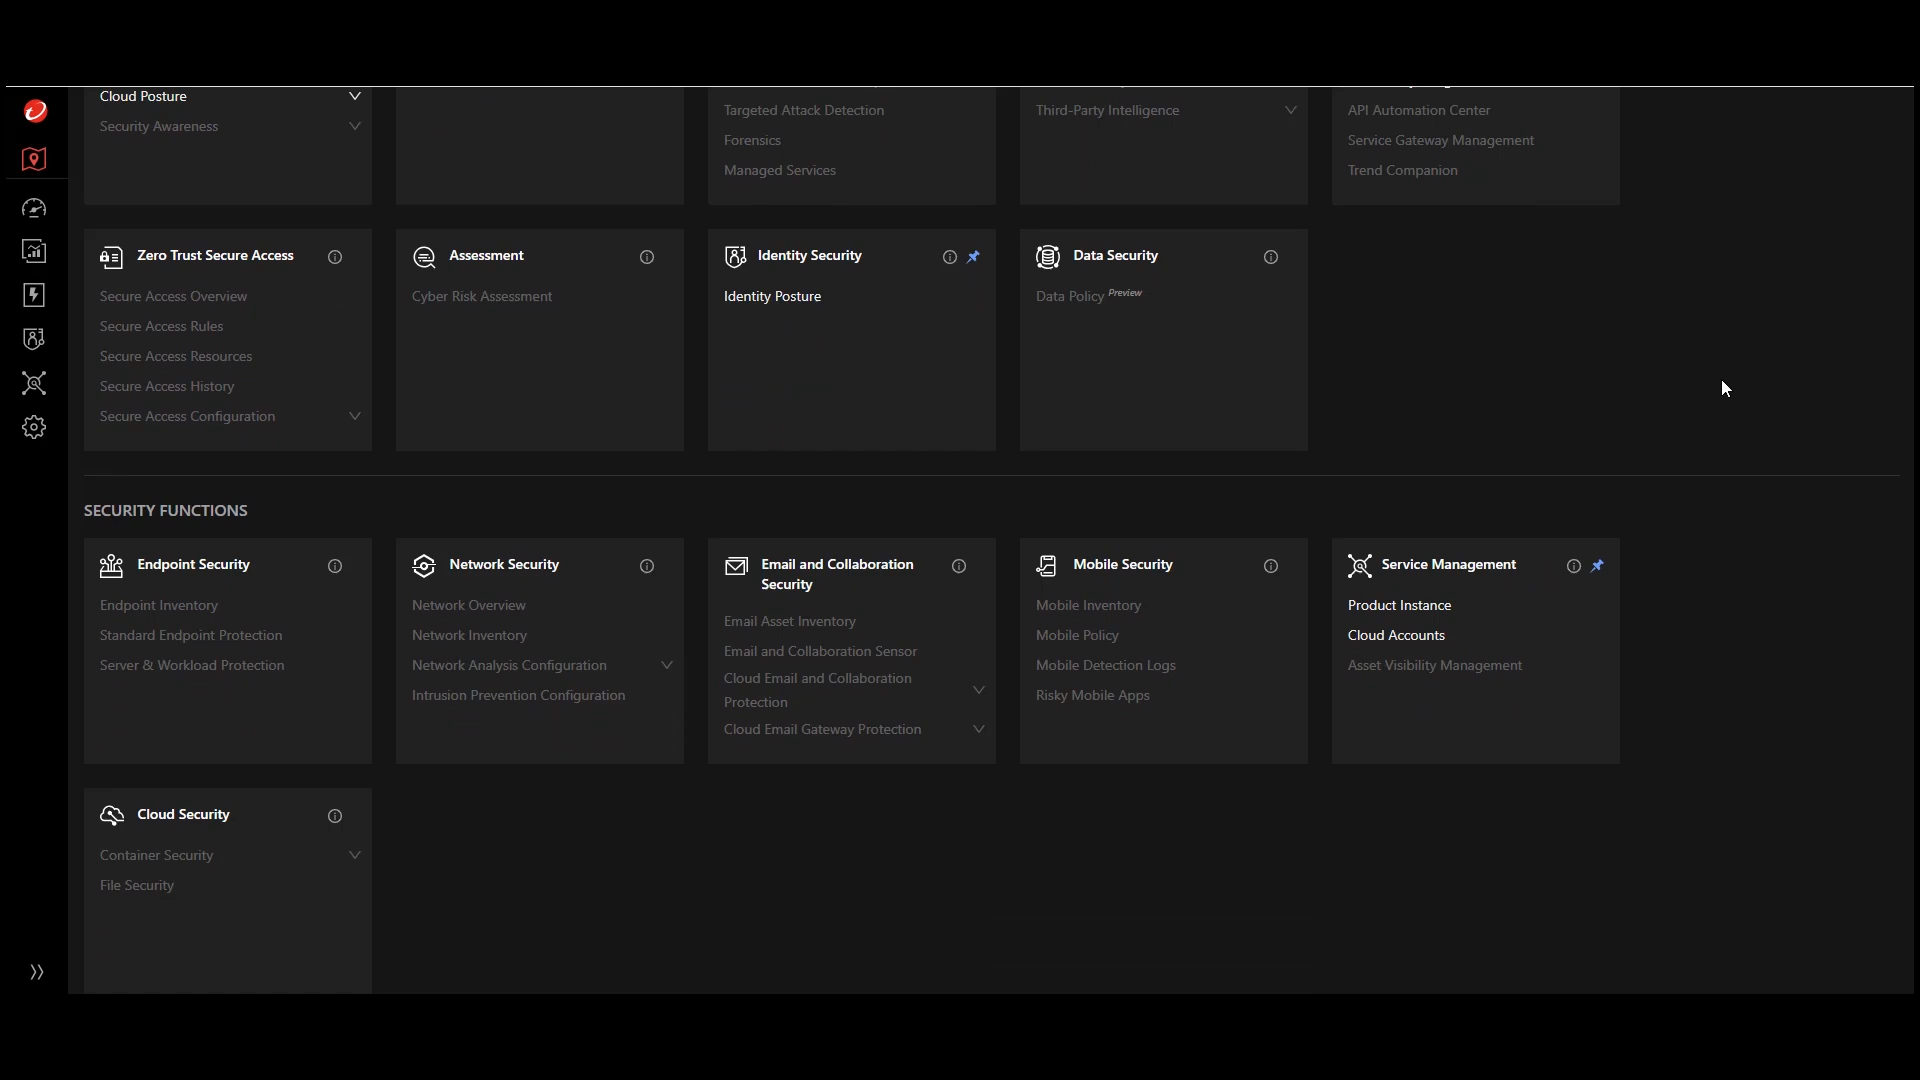 Cloud Posture
Security Awareness
Targeted Attack Detection
Forensics
Managed Services
Third-Party Intelligence
API Automation Center
Service Gateway Management
Trend Companion
Zero Trust Secure Access
Secure Access Overview
Secure Access Rules
Secure Access Resources
Secure Access History
Secure Access Configuration
Assessment
Cyber Risk Assessment
Identity Security
Identity Posture
Data Security
Data Policy Preview
SECURITY FUNCTIONS
Endpoint Security
Endpoint Inventory
Standard Endpoint Protection
Server & Workload Protection
Network Security
Network Overview
Network Inventory
Network Analysis Configuration
Intrusion Prevention Configuration
Email and Collaboration
Security
Email Asset Inventory
Email and Collaboration Sensor
Cloud Email and Collaboration
Protection
Cloud Email Gateway Protection
Mobile Security
Mobile Inventory
Mobile Policy
Mobile Detection Logs
Risky Mobile Apps
Service Management
Product Instance
Cloud Accounts
Asset Visibility Management
Cloud Security
Container Security
File Security